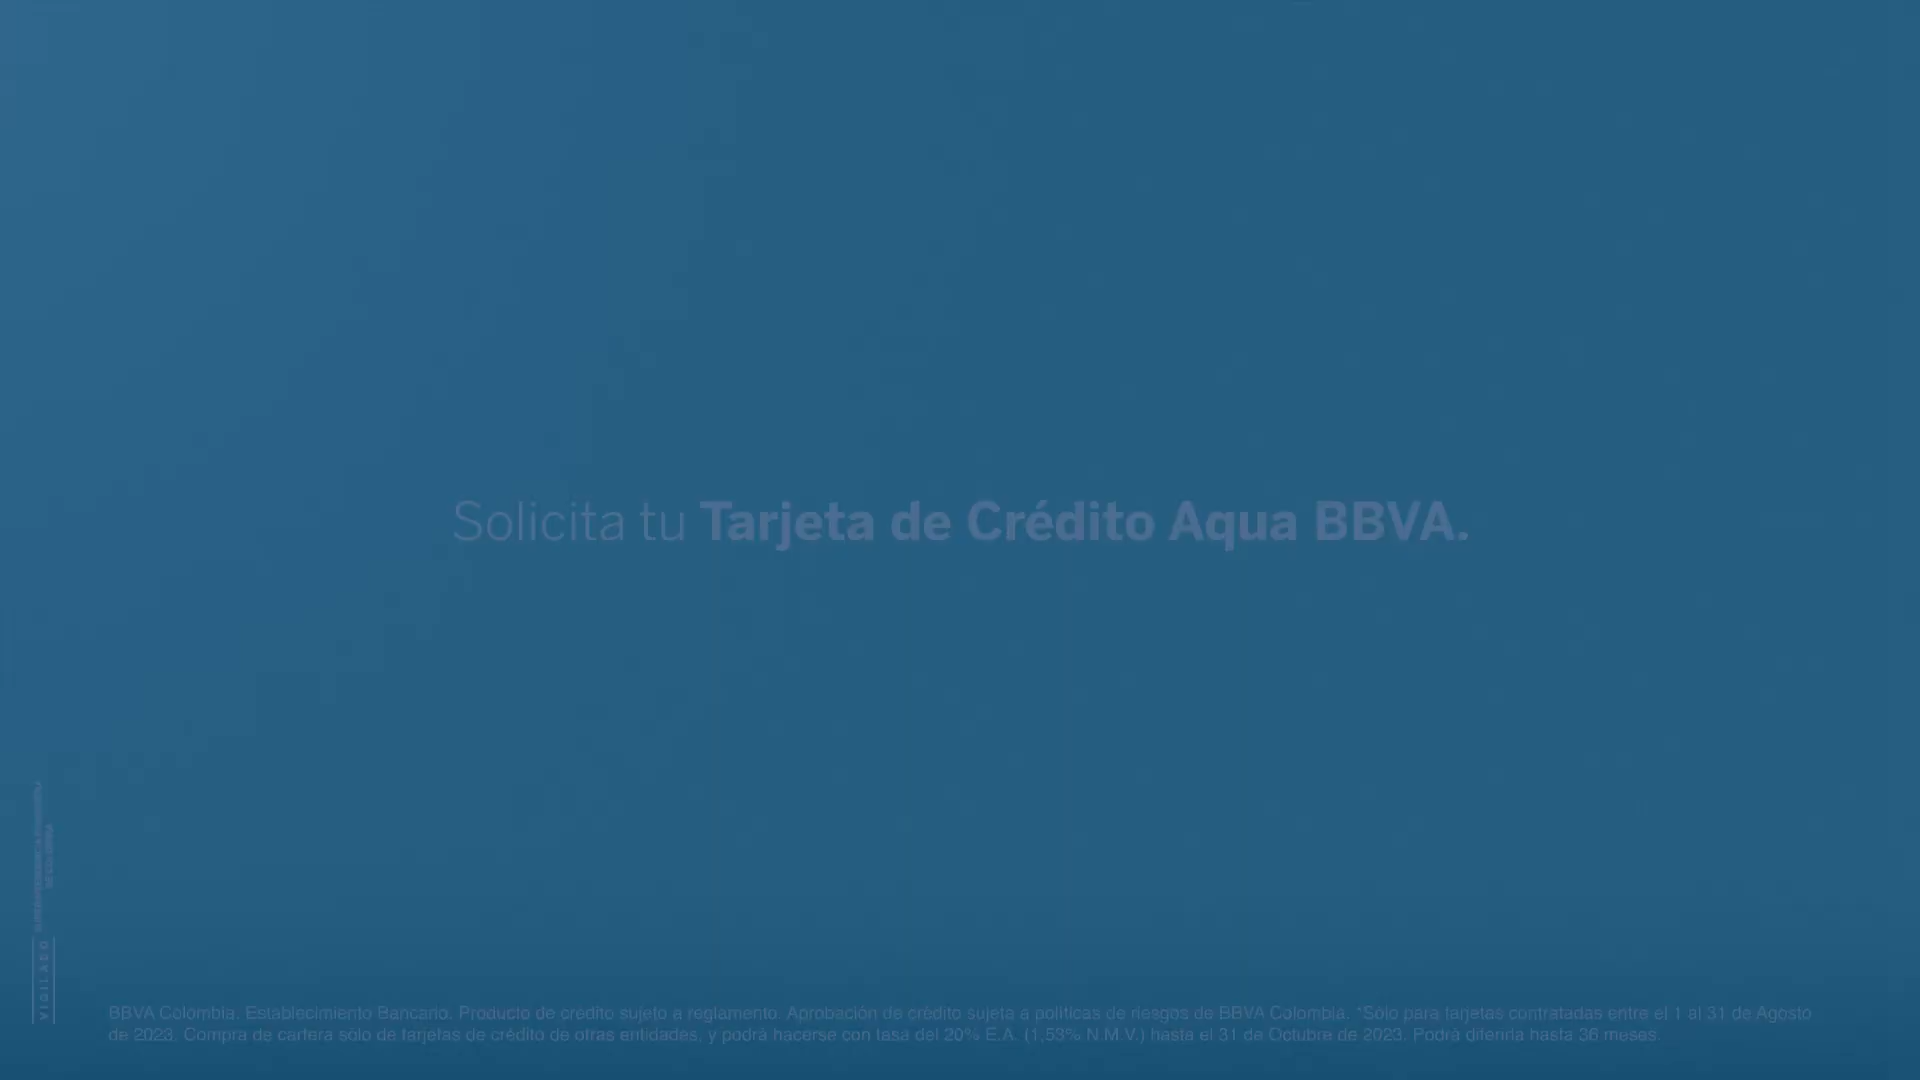 Solicita tu Tarjeta de Crédito Aqua BBVA.
VIGILADO
BBVA Colombia. Establecimiento Bancario. Producto de crédito sujeto a reglamento. Aprobación de crédito sujeta a políticas de riesgos de BBVA Colombia. *Sólo para tarjetas contratadas entre el 1 al 31 de Agosto
de 2023. Compra de cartera sólo de tarjetas de crédito de otras entidades, y podrá hacerse con tasa del 20% E.A. (1,53% N.M.V.) hasta el 31 de Octubre de 2023. Podrá diferirla hasta 36 meses.